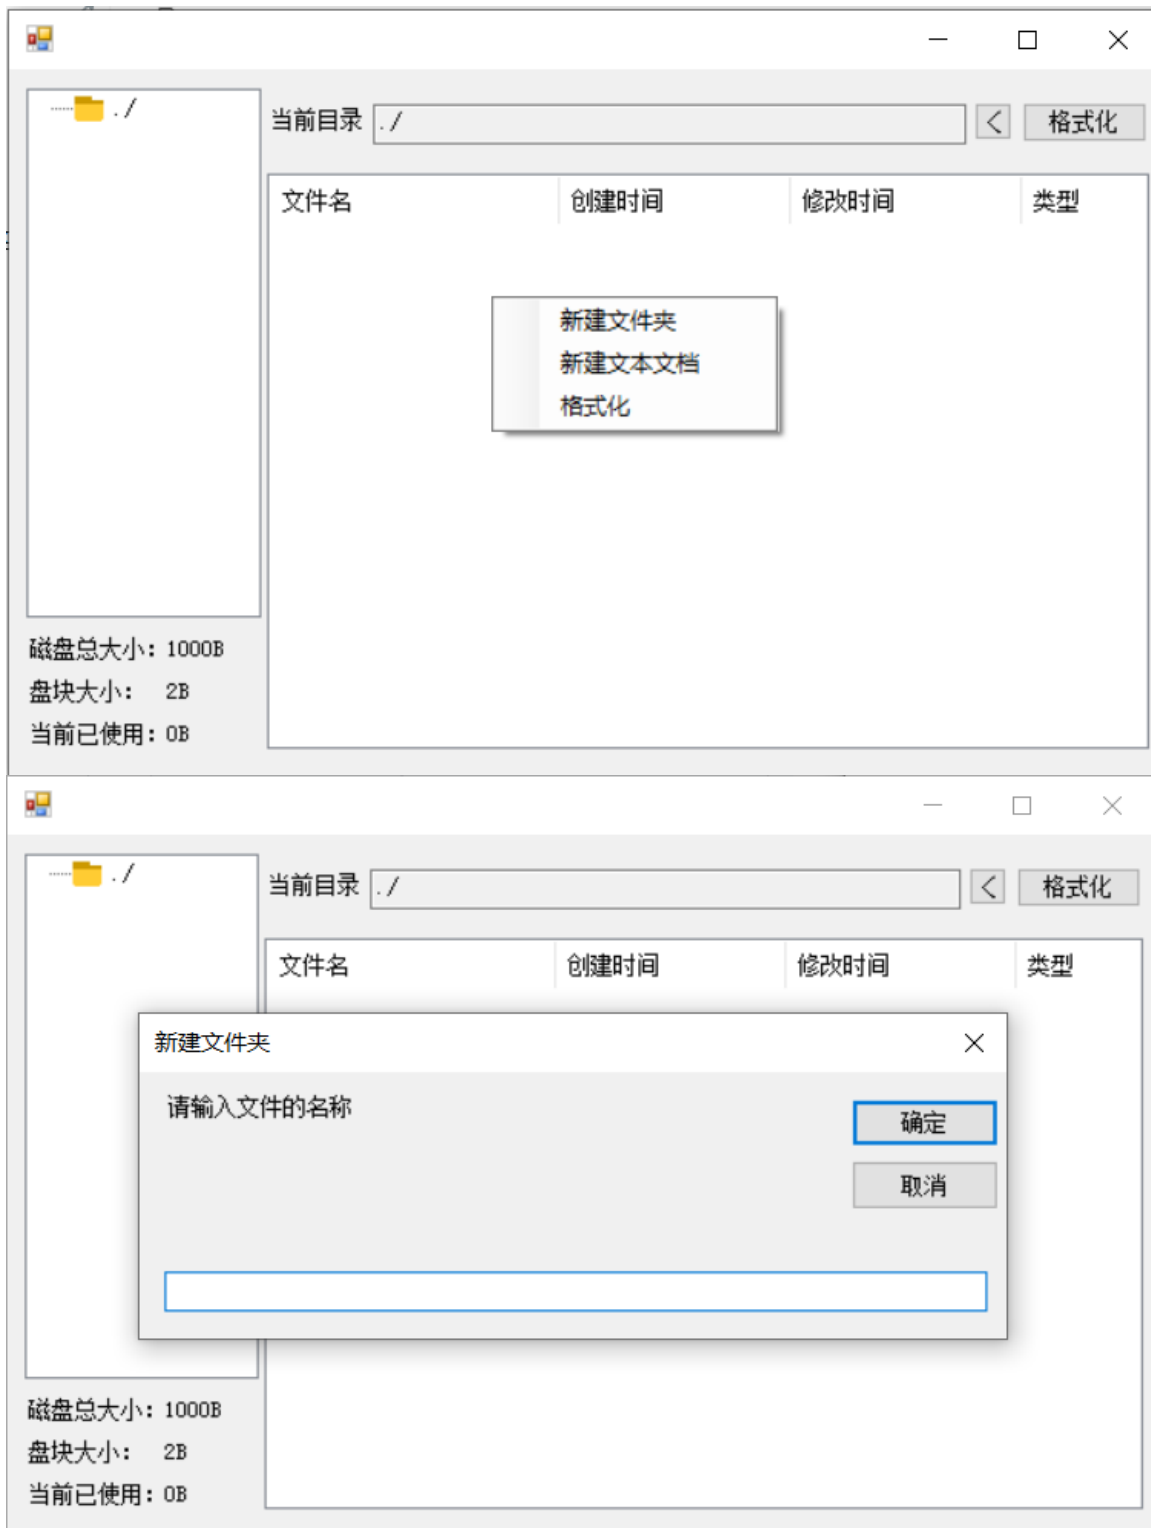 ./
当前目录 ./ < 格式化
文件名 创建时间 修改时间 类型
新建文件夹
新建文本文档
格式化
磁盘总大小: 1000B
盘块大小: 2B
当前已使用: 0B
./
当前目录 ./ < 格式化
文件名 创建时间 修改时间 类型
新建文件夹
请输入文件的名称
确定
取消
磁盘总大小: 1000B
盘块大小: 2B
当前已使用: 0B